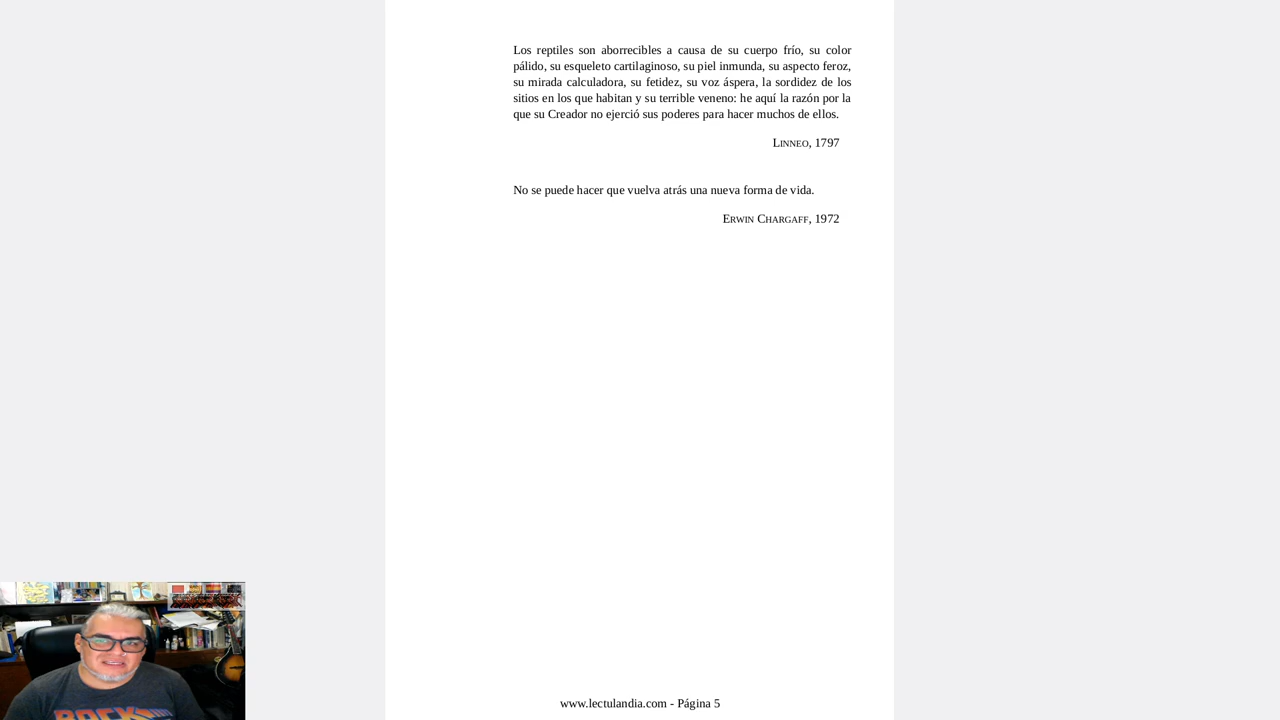 Los reptiles son aborrecibles a causa de su cuerpo frío, su color
pálido, su esqueleto cartilaginoso, su piel inmunda, su aspecto feroz,
su mirada calculadora, su fetidez, su voz áspera, la sordidez de los
sitios en los que habitan y su terrible veneno: he aquí la razón por la
que su Creador no ejerció sus poderes para hacer muchos de ellos.
LINNEO, 1797
No se puede hacer que vuelva atrás una nueva forma de vida.
ERWIN CHARGAFF, 1972
www.lectulandia.com - Página 5